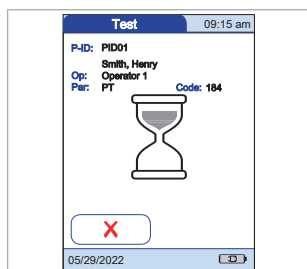 Test 09:15 am
P-ID: PID01
Smith, Henry
Op: Operator 1
Par: PT Code: 184
05/29/2022